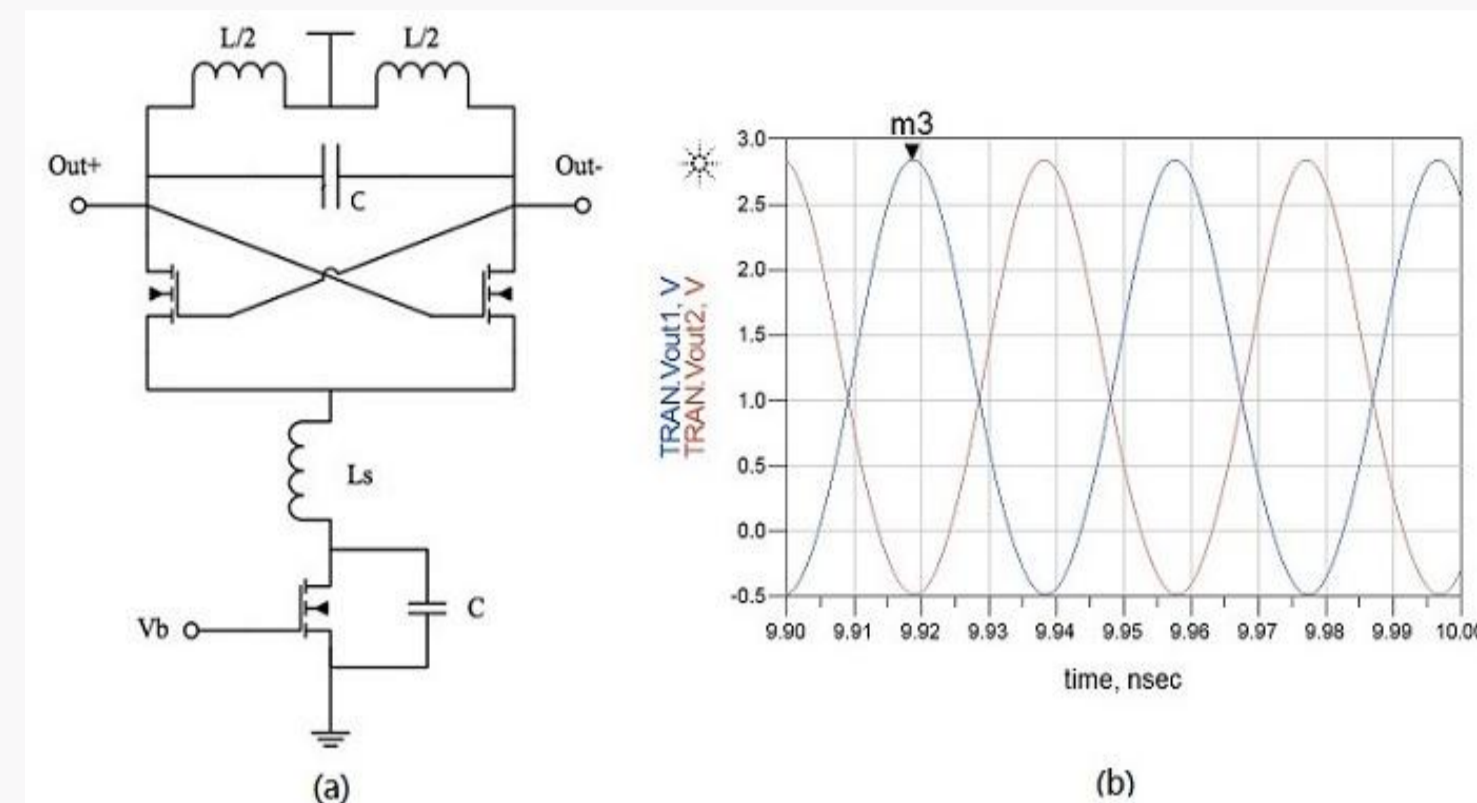 L/2
L/2
Out+
Out-
C
Ls
Vb
C
(a)
m3
TRAN.Vout1, V
TRAN.Vout2, V
3.0
2.5
2.0
1.5
1.0
0.5
0.0
-0.5
9.90 9.91 9.92 9.93 9.94 9.95 9.96 9.97 9.98 9.99 10.00
time, nsec
(b)